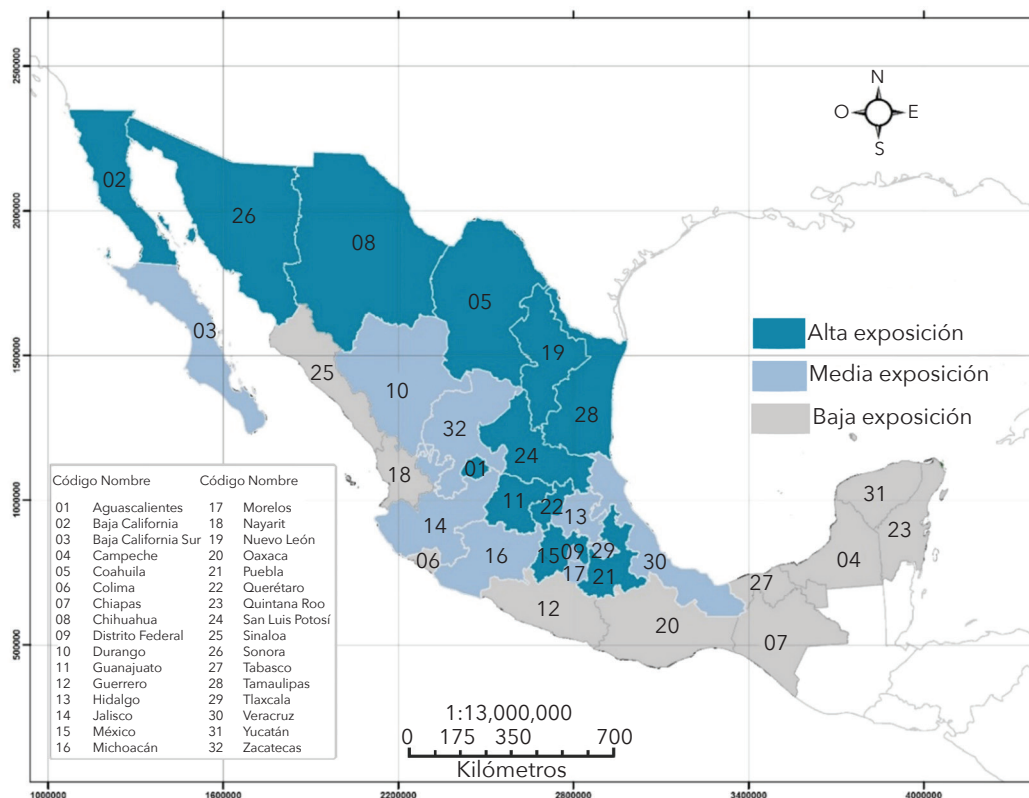 2500000
2000000
1500000
1000000
500000
N
O E
S
02
26
08
05
03
19
25
10
28
32
24
01
18
11
22
13
14
31
23
16
15
09
29
06
17
21
30
04
27
12
20
07
Alta exposición
Media exposición
Baja exposición
Código Nombre Código Nombre
01 Aguascalientes 17 Morelos
02 Baja California 18 Nayarit
03 Baja California Sur 19 Nuevo León
04 Campeche 20 Oaxaca
05 Coahuila 21 Puebla
06 Colima 22 Querétaro
07 Chiapas 23 Quintana Roo
08 Chihuahua 24 San Luis Potosí
09 Distrito Federal 25 Sinaloa
10 Durango 26 Sonora
11 Guanajuato 27 Tabasco
12 Guerrero 28 Tamaulipas
13 Hidalgo 29 Tlaxcala
14 Jalisco 30 Veracruz
15 México 31 Yucatán
16 Michoacán 32 Zacatecas
1:13,000,000
0 175 350 700
Kilómetros
1000000 1600000 2200000 2800000 3400000 4000000